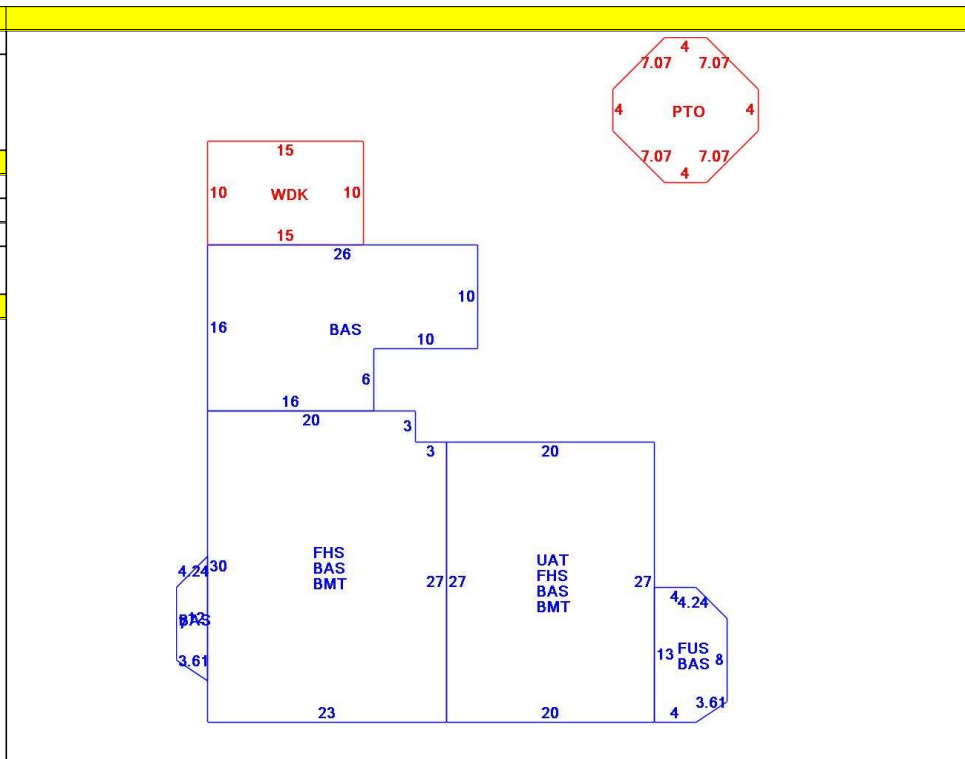 4
7.07 7.07
4 PTO 4
7.07 7.07
4
15
10 WDK 10
15
26
10
16 BAS
10
6
16
20
3
3 20
FHS
BAS
BMT
UAT
FHS
BAS
BMT
4.24 30
27 27 27
4 4.24
12
BAS
3.61
13 FUS 8
BAS
3.61
23 20 4